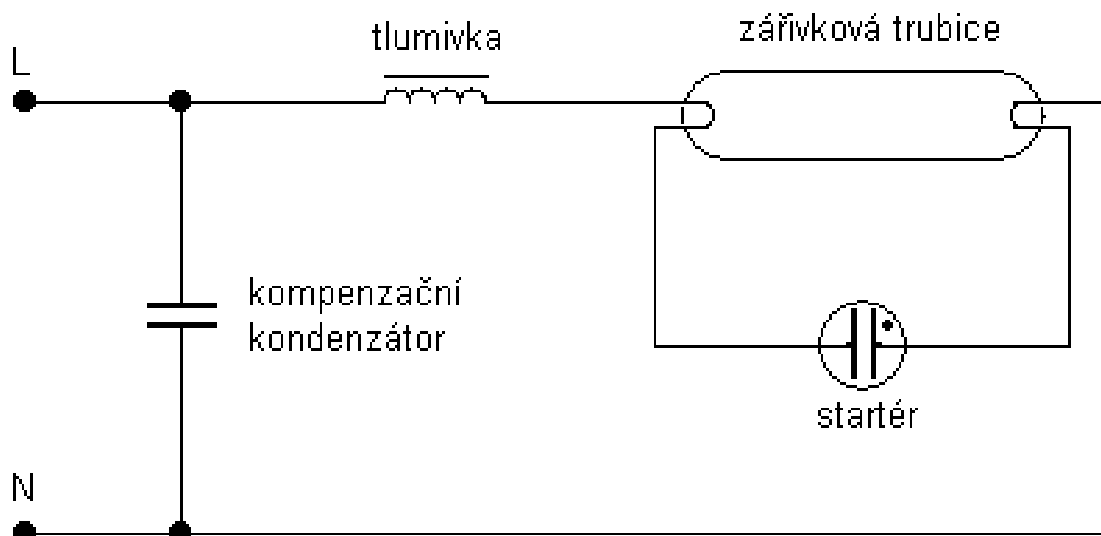 tlumivka
zářivková trubice
L
kompenzační
kondenzátor
startér
N